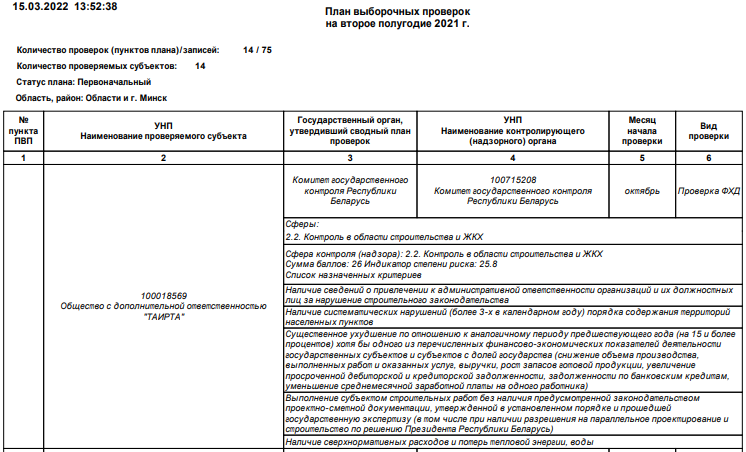 15.03.2022 13:52:38
План выборочных проверок
на второе полугодие 2021 г.
Количество проверок (пунктов плана)/записей: 14 / 75
Количество проверяемых субъектов: 14
Статус плана: Первоначальный
Область, район: Области и г. Минск
№
пункта
ПВП
УНП
Наименование проверяемого субъекта
Государственный орган,
утвердивший сводный план
проверок
УНП
Наименование контролирующего
(надзорного) органа
Месяц
начала
проверки
Вид
проверки
1 2 3 4 5 6
100018569
Общество с дополнительной ответственностью
"ТАИРТА"
Комитет государственного
контроля Республики
Беларусь
100715208
Комитет государственного контроля
Республики Беларусь
октябрь
Проверка ФХД
Сферы:
2.2. Контроль в области строительства и ЖКХ
Сфера контроля (надзора): 2.2. Контроль в области строительства и ЖКХ
Сумма баллов: 26 Индикатор степени риска: 25.8
Список назначенных критериев
Наличие сведений о привлечении к административной ответственности организаций и их должностных
лиц за нарушение строительного законодательства
Наличие систематических нарушений (более 3-х в календарном году) порядка содержания территорий
населенных пунктов
Существенное ухудшение по отношению к аналогичному периоду предшествующего года (на 15 и более
процентов) хотя бы одного из перечисленных финансово-экономических показателей деятельности
государственных субъектов и субъектов с долей государства (снижение объема производства,
выполненных работ и оказанных услуг, выручки, рост запасов готовой продукции, увеличение
просроченной дебиторской и кредиторской задолженности, задолженности по банковским кредитам,
уменьшение среднемесячной заработной платы на одного работника)
Выполнение субъектом строительных работ без наличия предусмотренной законодательством
проектно-сметной документации, утвержденной в установленном порядке и прошедшей
государственную экспертизу (в том числе при наличии разрешения на параллельное проектирование и
строительство по решению Президента Республики Беларусь)
Наличие сверхнормативных расходов и потерь тепловой энергии, воды